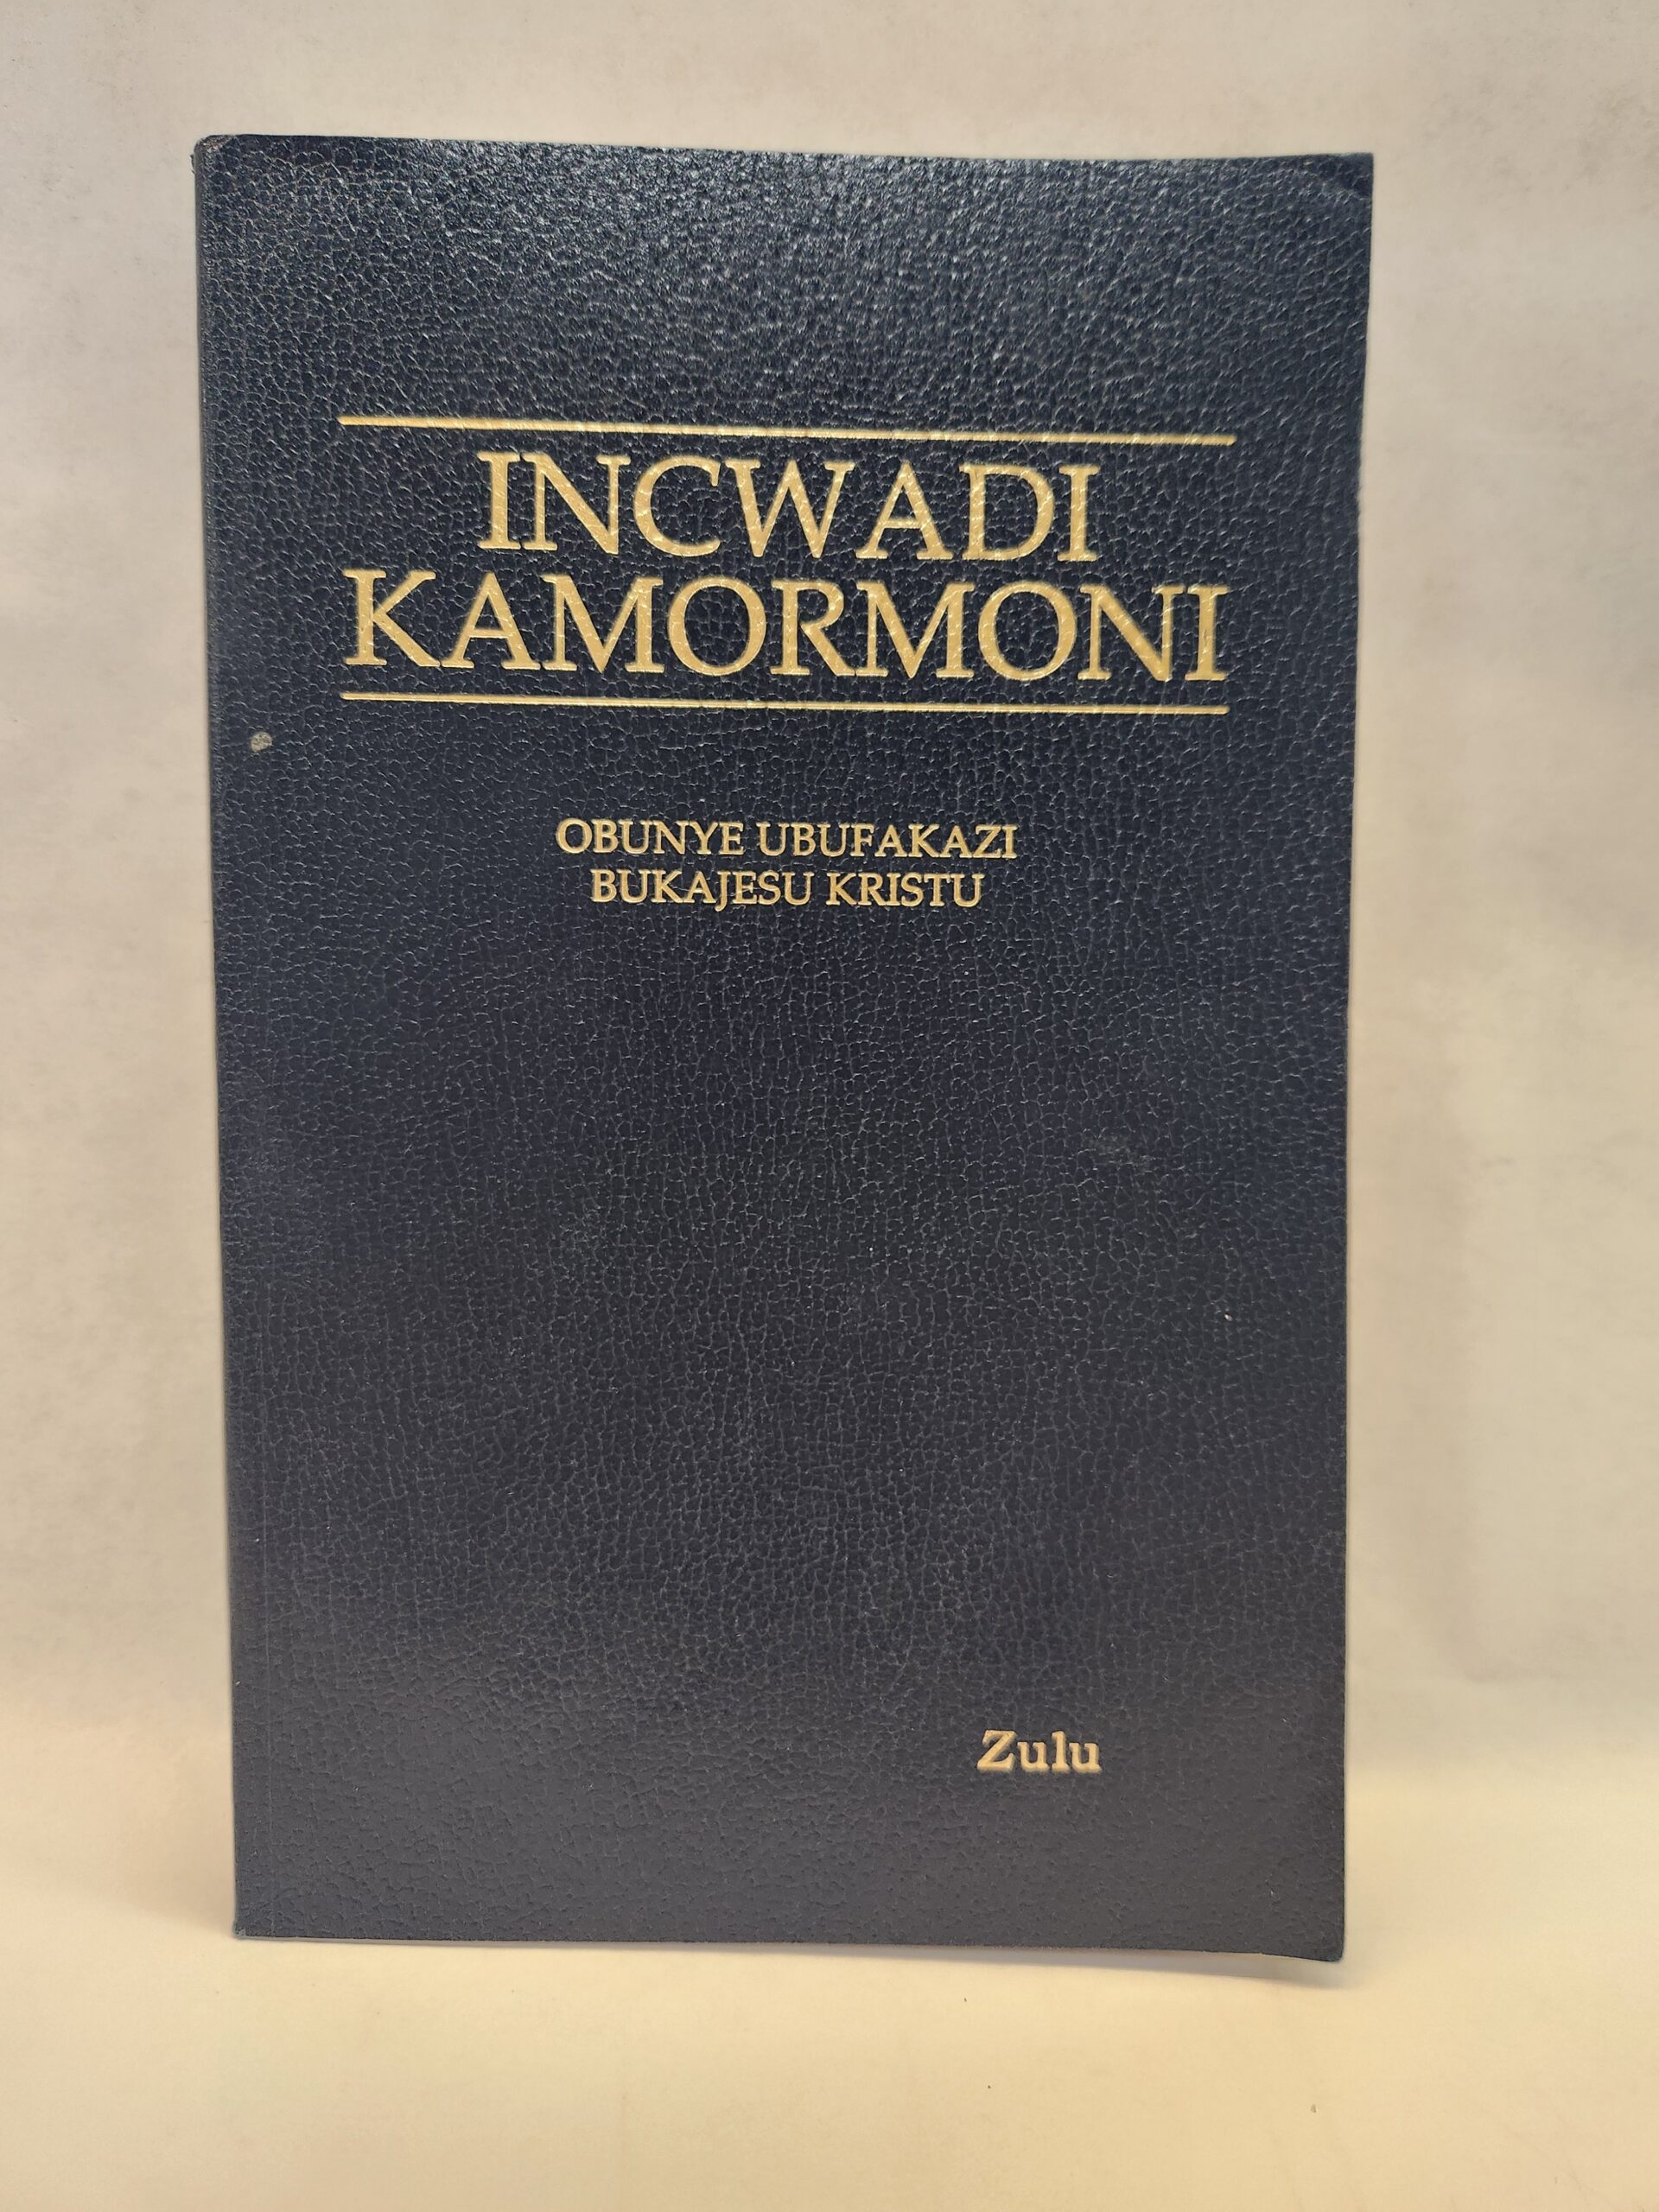 INCWADI
KAMORMONI
OBUNYE UBUFAKAZI
BUKAJESU KRISTU
Zulu